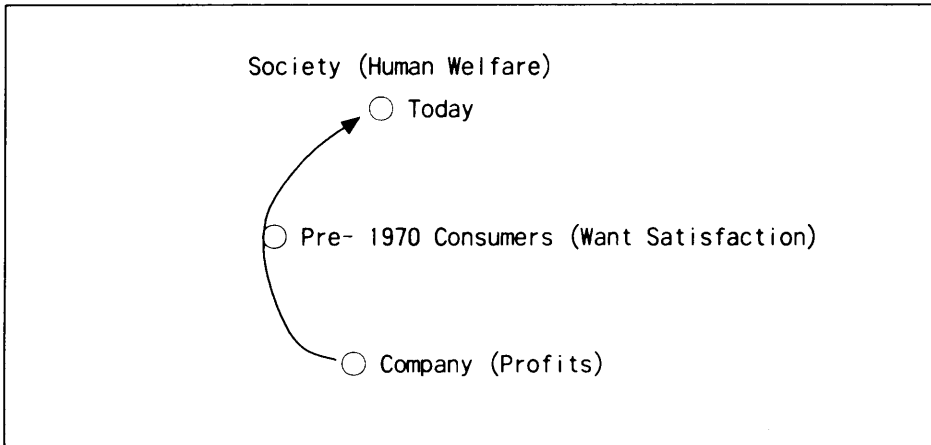 Society (Human Welfare)
Today
Pre- 1970 Consumers (Want Satisfaction)
Company (Profits)